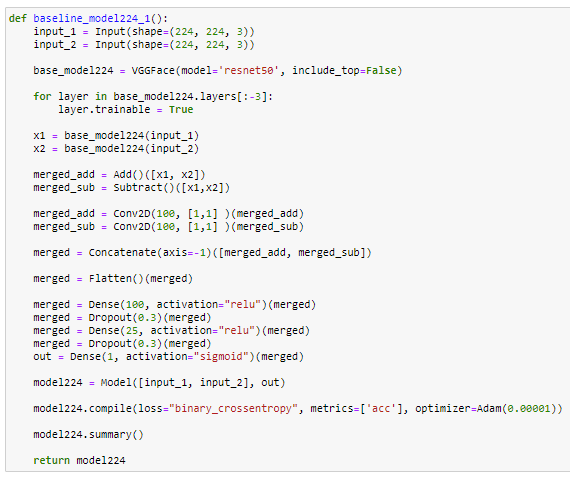 def baseline_model224_1():
    input_1 = Input(shape=(224, 224, 3))
    input_2 = Input(shape=(224, 224, 3))
    base_model224 = VGGFace(model='resnet50', include_top=False)
    for layer in base_model224.layers[:-3]:
        layer.trainable = True
    x1 = base_model224(input_1)
    x2 = base_model224(input_2)
    merged_add = Add()([x1, x2])
    merged_sub = Subtract()([x1,x2])
    merged_add = Conv2D(100, [1,1] )(merged_add)
    merged_sub = Conv2D(100, [1,1] )(merged_sub)
    merged = Concatenate(axis=-1)([merged_add, merged_sub])
    merged = Flatten()(merged)
    merged = Dense(100, activation="relu")(merged)
    merged = Dropout(0.3)(merged)
    merged = Dense(25, activation="relu")(merged)
    merged = Dropout(0.3)(merged)
    out = Dense(1, activation="sigmoid")(merged)
    model224 = Model([input_1, input_2], out)
    model224.compile(loss="binary_crossentropy", metrics=['acc'], optimizer=Adam(0.00001))
    model224.summary()
    return model224